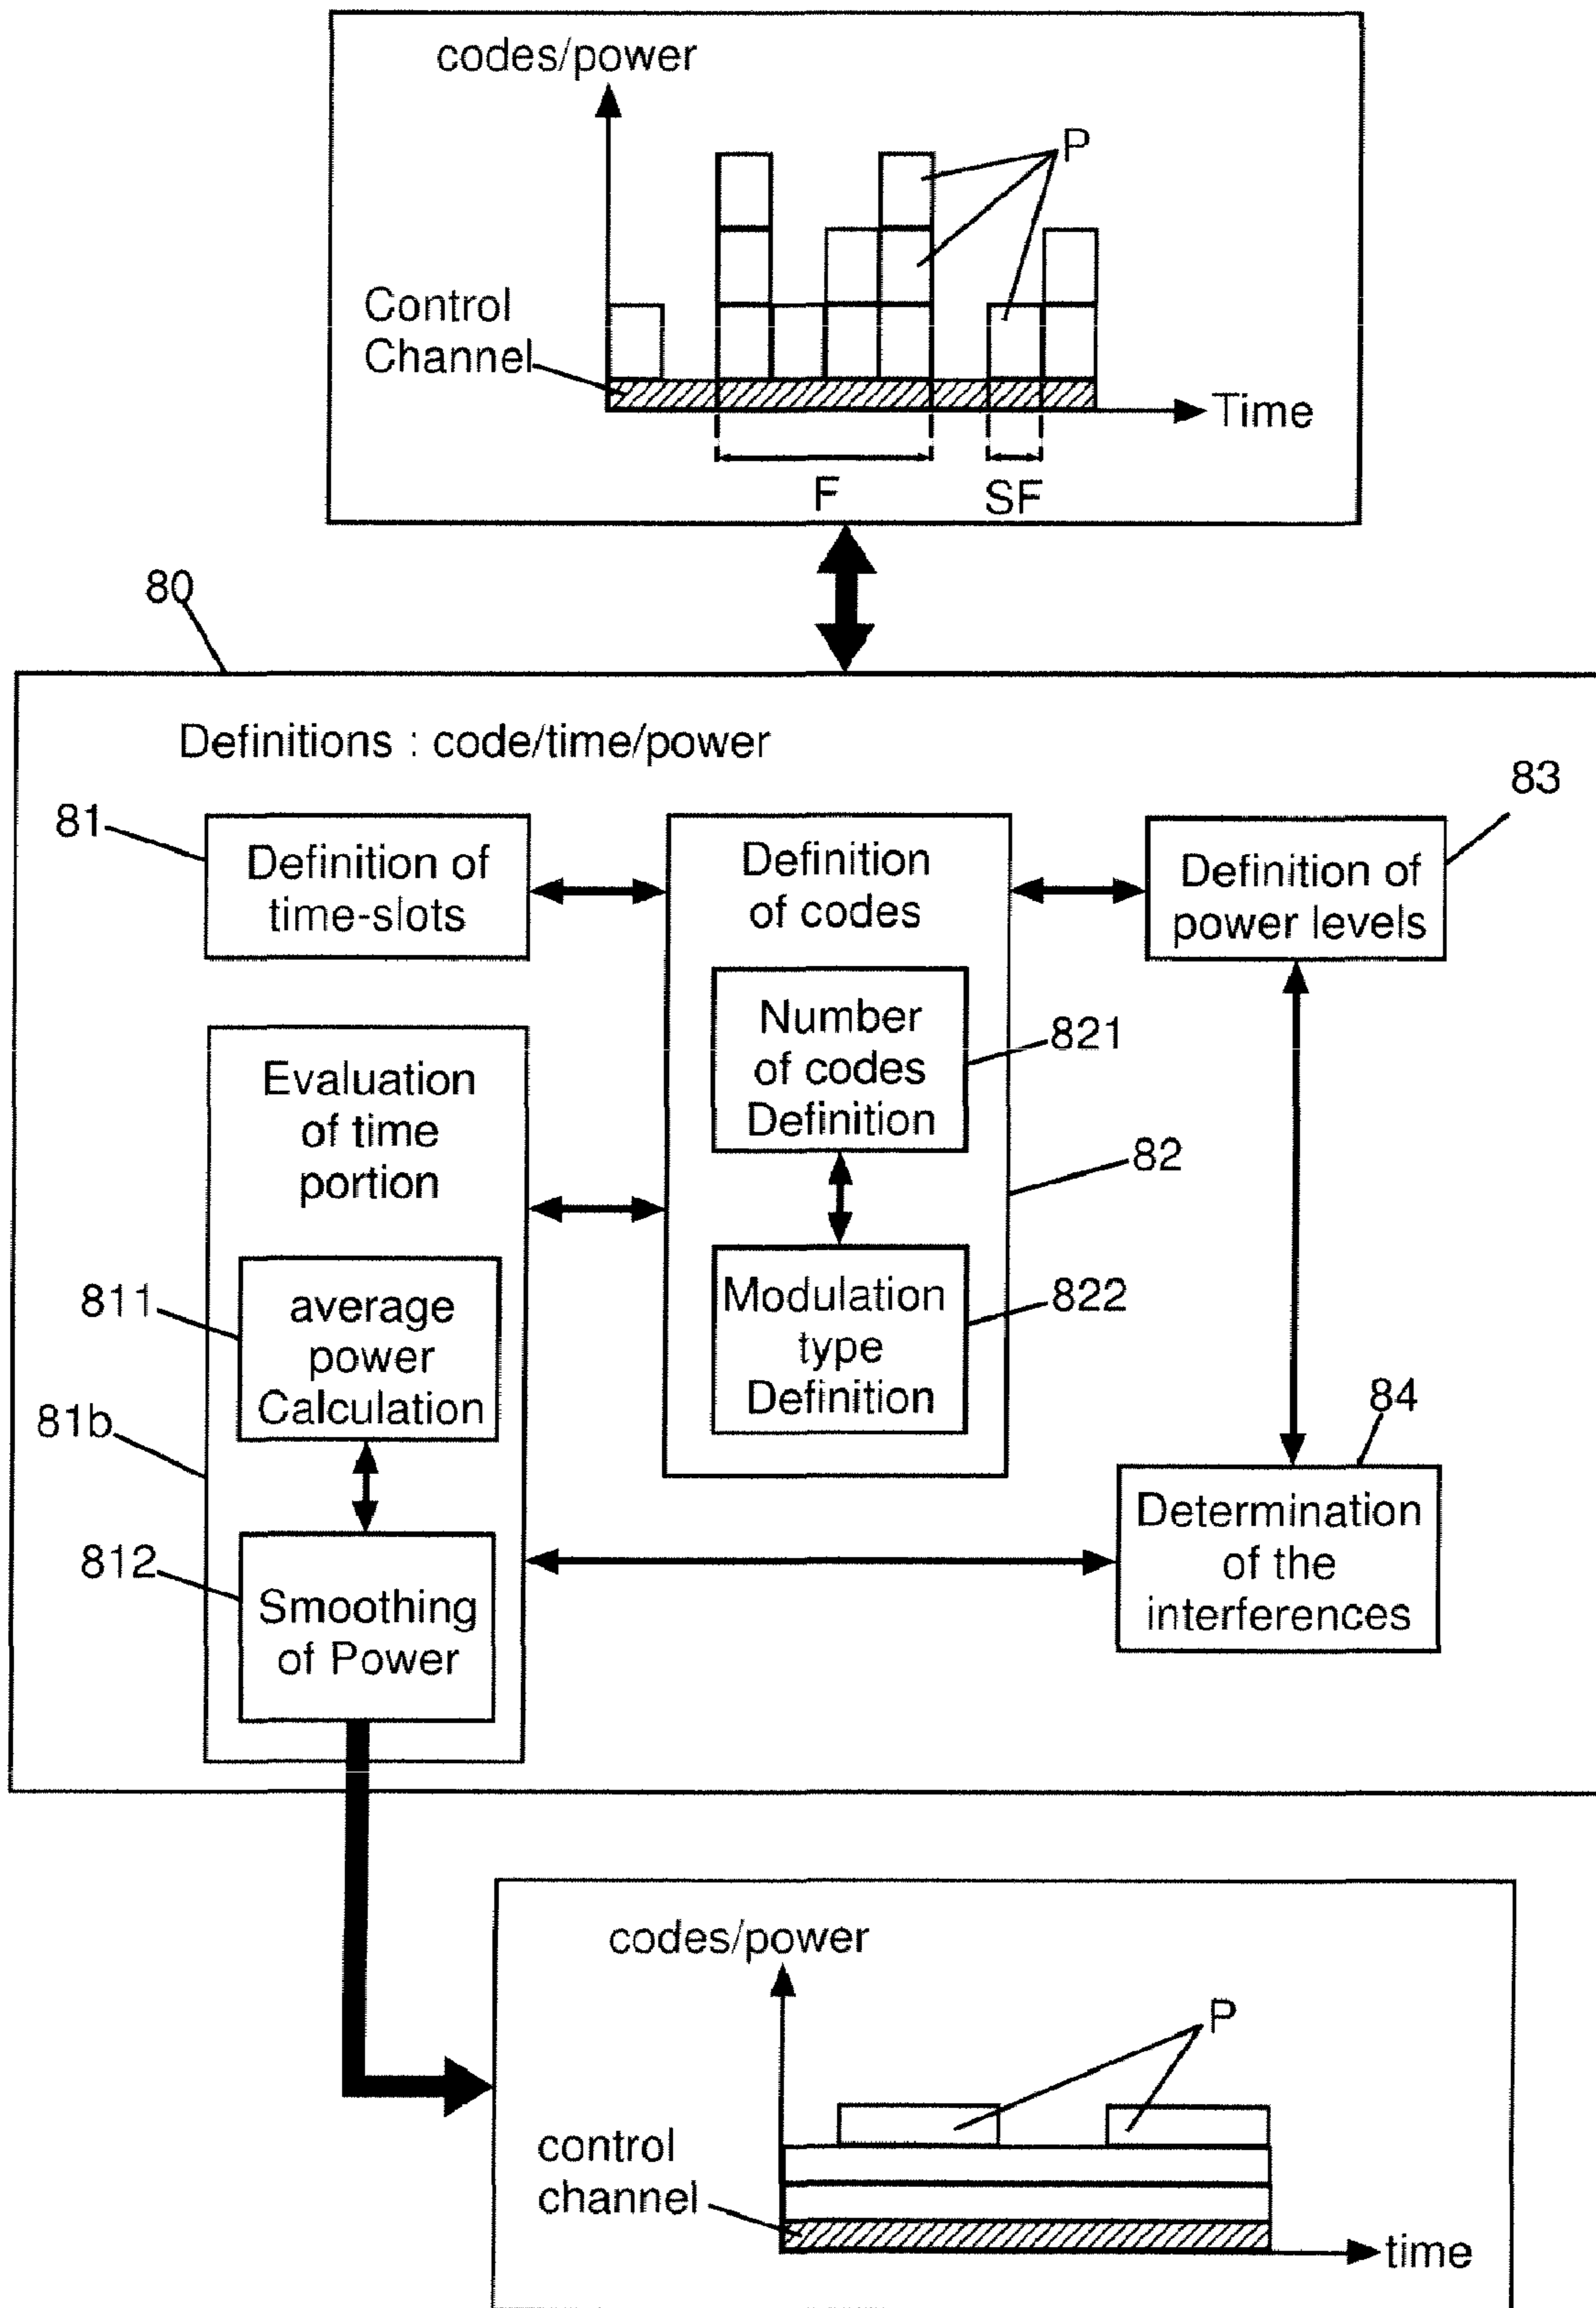 codes/power
P
Control
Channel
Time
F
SF
80
Definitions : code/time/power
83
81
Definition of
time-slots
Definition
of codes
Definition of
power levels
Number
of codes
Definition
821
Evaluation
of time
portion
82
811
average
power
Calculation
Modulation
type
Definition
822
81b
84
812
Smoothing
of Power
Determination
of the
interferences
codes/power
P
control
channel
time